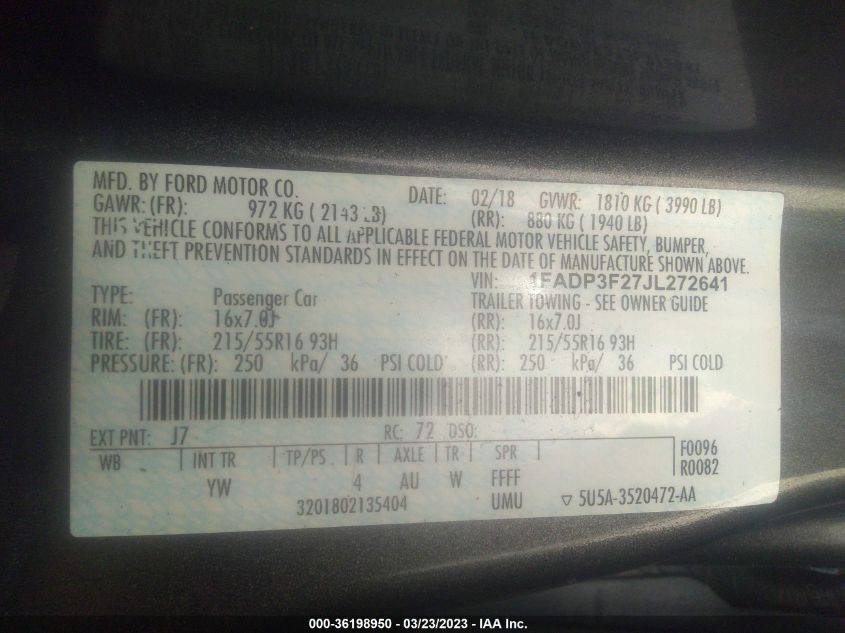 MFD. BY FORD MOTOR CO. DATE: 02/18 GVWR: 1810 KG ( 3990 LB)
GAWR: (FR): 972 KG ( 2143 LB) (RR): 880 KG ( 1940 LB)
THIS VEHICLE CONFORMS TO ALL APPLICABLE FEDERAL MOTOR VEHICLE SAFETY, BUMPER,
AND THEFT PREVENTION STANDARDS IN EFFECT ON THE DATE OF MANUFACTURE SHOWN ABOVE.
VIN: 1FADP3F27JL272641
TYPE: Passenger Car TRAILER TOWING - SEE OWNER GUIDE
RIM: (FR): 16x7.0J (RR): 16x7.0J
TIRE: (FR): 215/55R16 93H (RR): 215/55R16 93H
PRESSURE: (FR): 250 kPa/ 36 PSI COLD (RR): 250 kPa/ 36 PSI COLD
EXT PNT: J7 RC: 72 DSO:
WB INT TR TP/PS R AXLE TR SPR F0096
R0082
YW 4 AU W FFFF
3201802135404 UMU ▽ 5U5A-3520472-AA
000-36198950 - 03/23/2023 - IAA Inc.